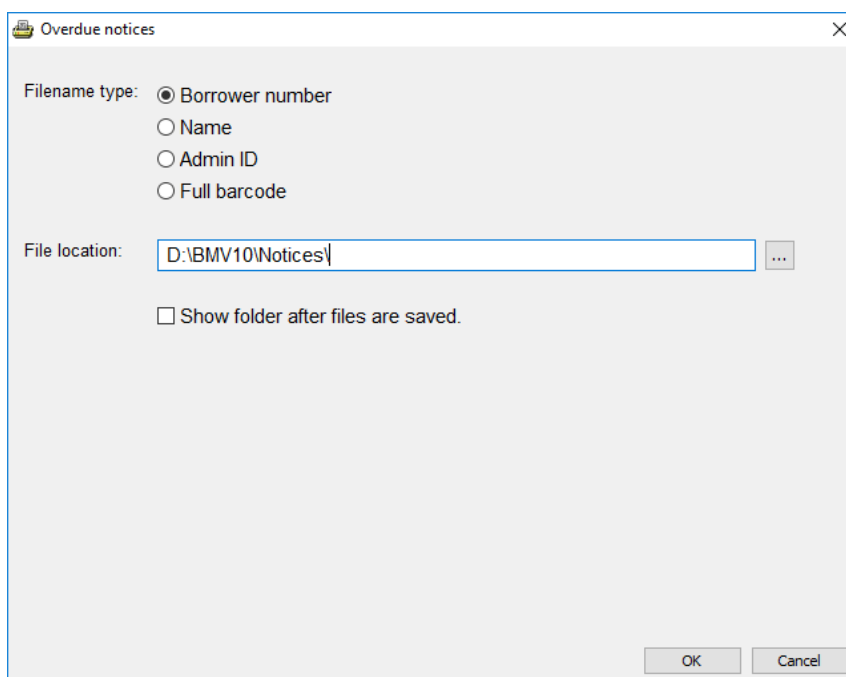 Overdue notices
Filename type: Borrower number
Name
Admin ID
Full barcode
File location: D:\BMV10\Notices\
...
Show folder after files are saved.
OK Cancel